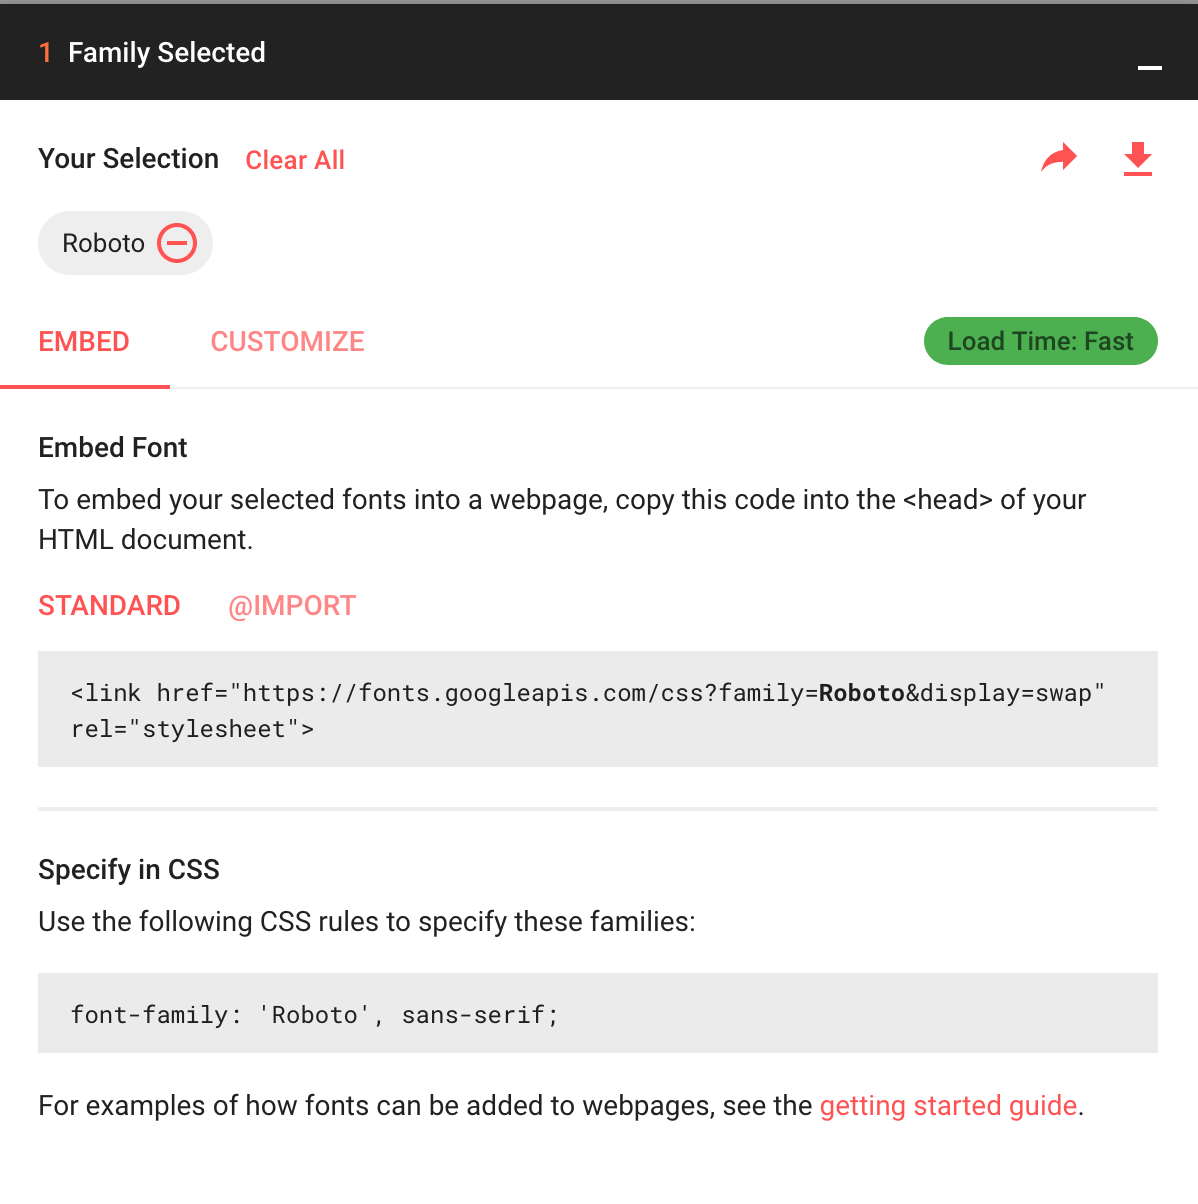 1 Family Selected
Your Selection Clear All
Roboto
EMBED CUSTOMIZE Load Time: Fast
Embed Font
To embed your selected fonts into a webpage, copy this code into the <head> of your
HTML document.
STANDARD @IMPORT
<link href="https://fonts.googleapis.com/css?family=Roboto&display=swap"
rel="stylesheet">
Specify in CSS
Use the following CSS rules to specify these families:
font-family: 'Roboto', sans-serif;
For examples of how fonts can be added to webpages, see the getting started guide.